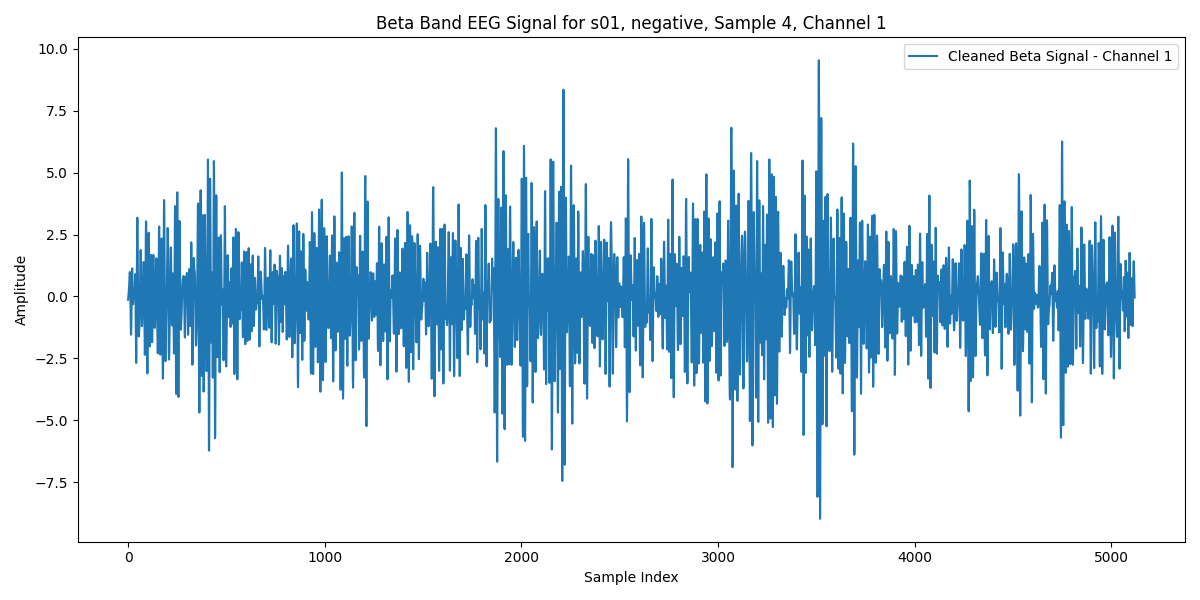 Beta Band EEG Signal for s01, negative, Sample 4, Channel 1
Cleaned Beta Signal - Channel 1
Amplitude
10.0
7.5
5.0
2.5
0.0
−2.5
−5.0
−7.5
0 1000 2000 3000 4000 5000
Sample Index